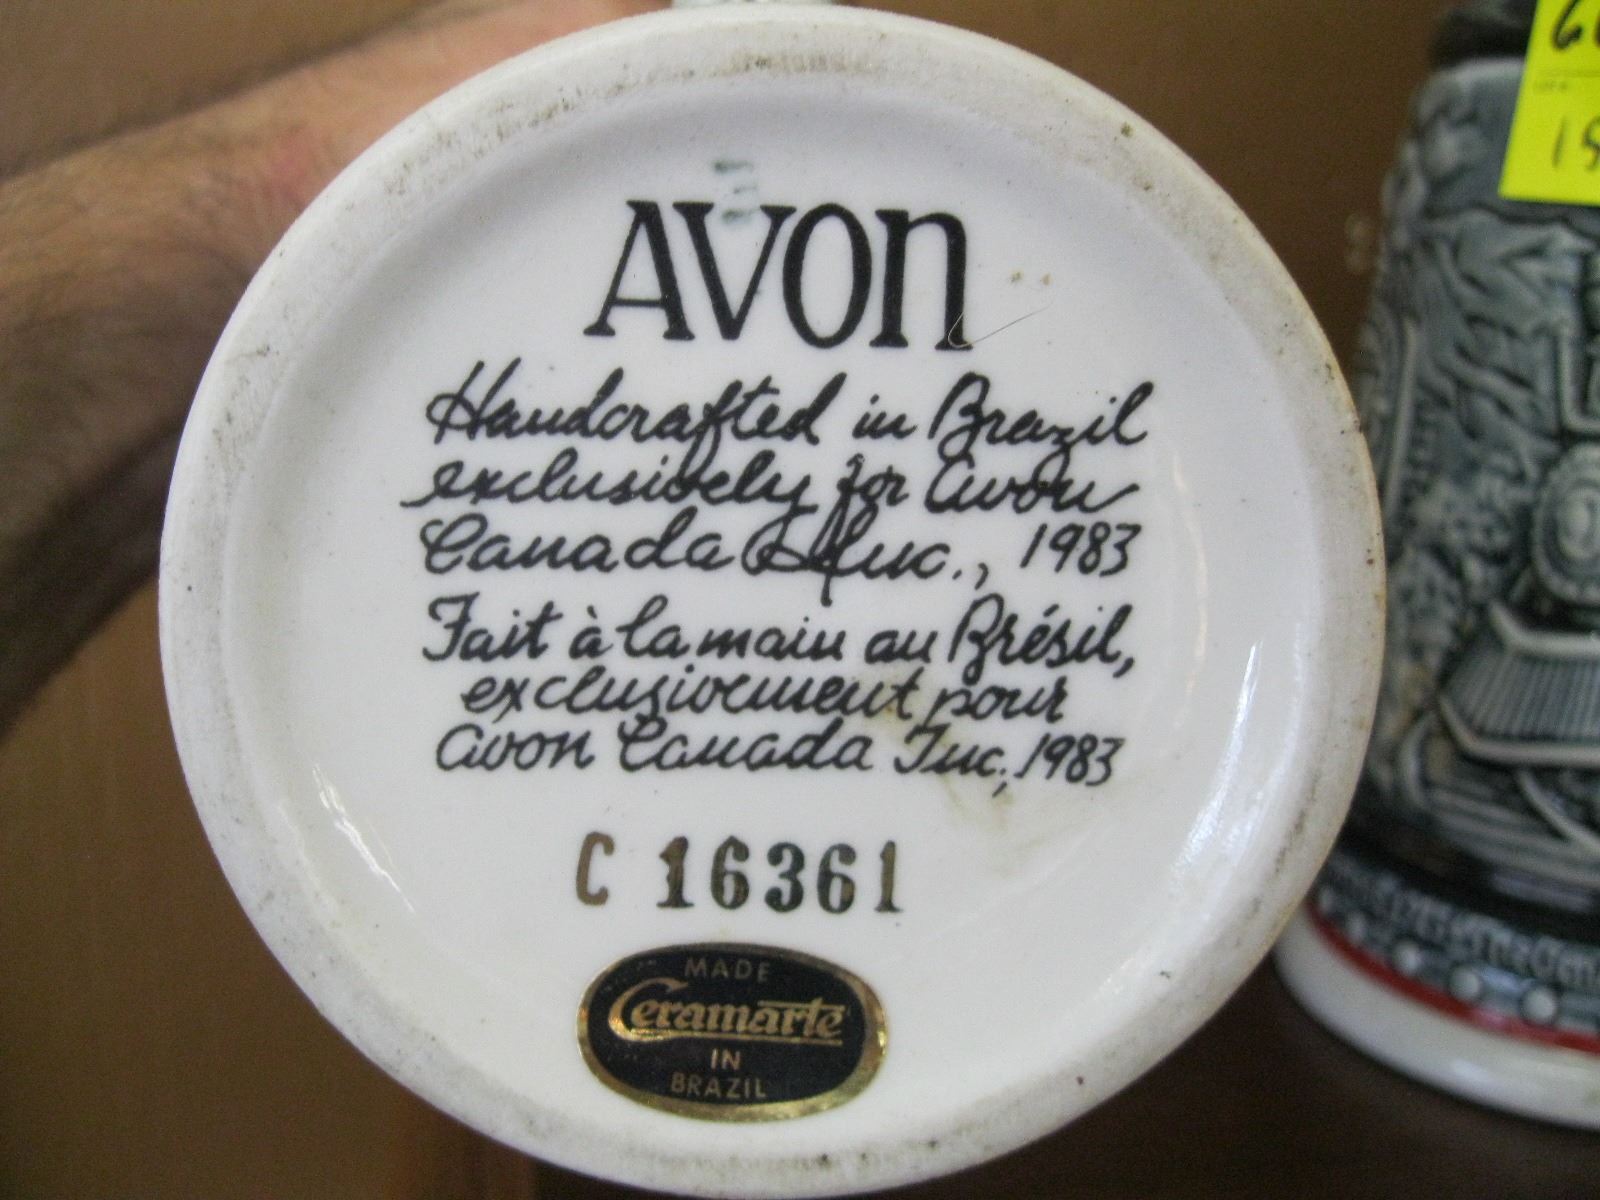 AVON
Handcrafted in Brazil
exclusively for Avon
Canada Inc., 1983
Fait à la main au Brésil,
exclusivement pour
Avon Canada Inc., 1983
C 16361
MADE
Ceramarte
IN
BRAZIL